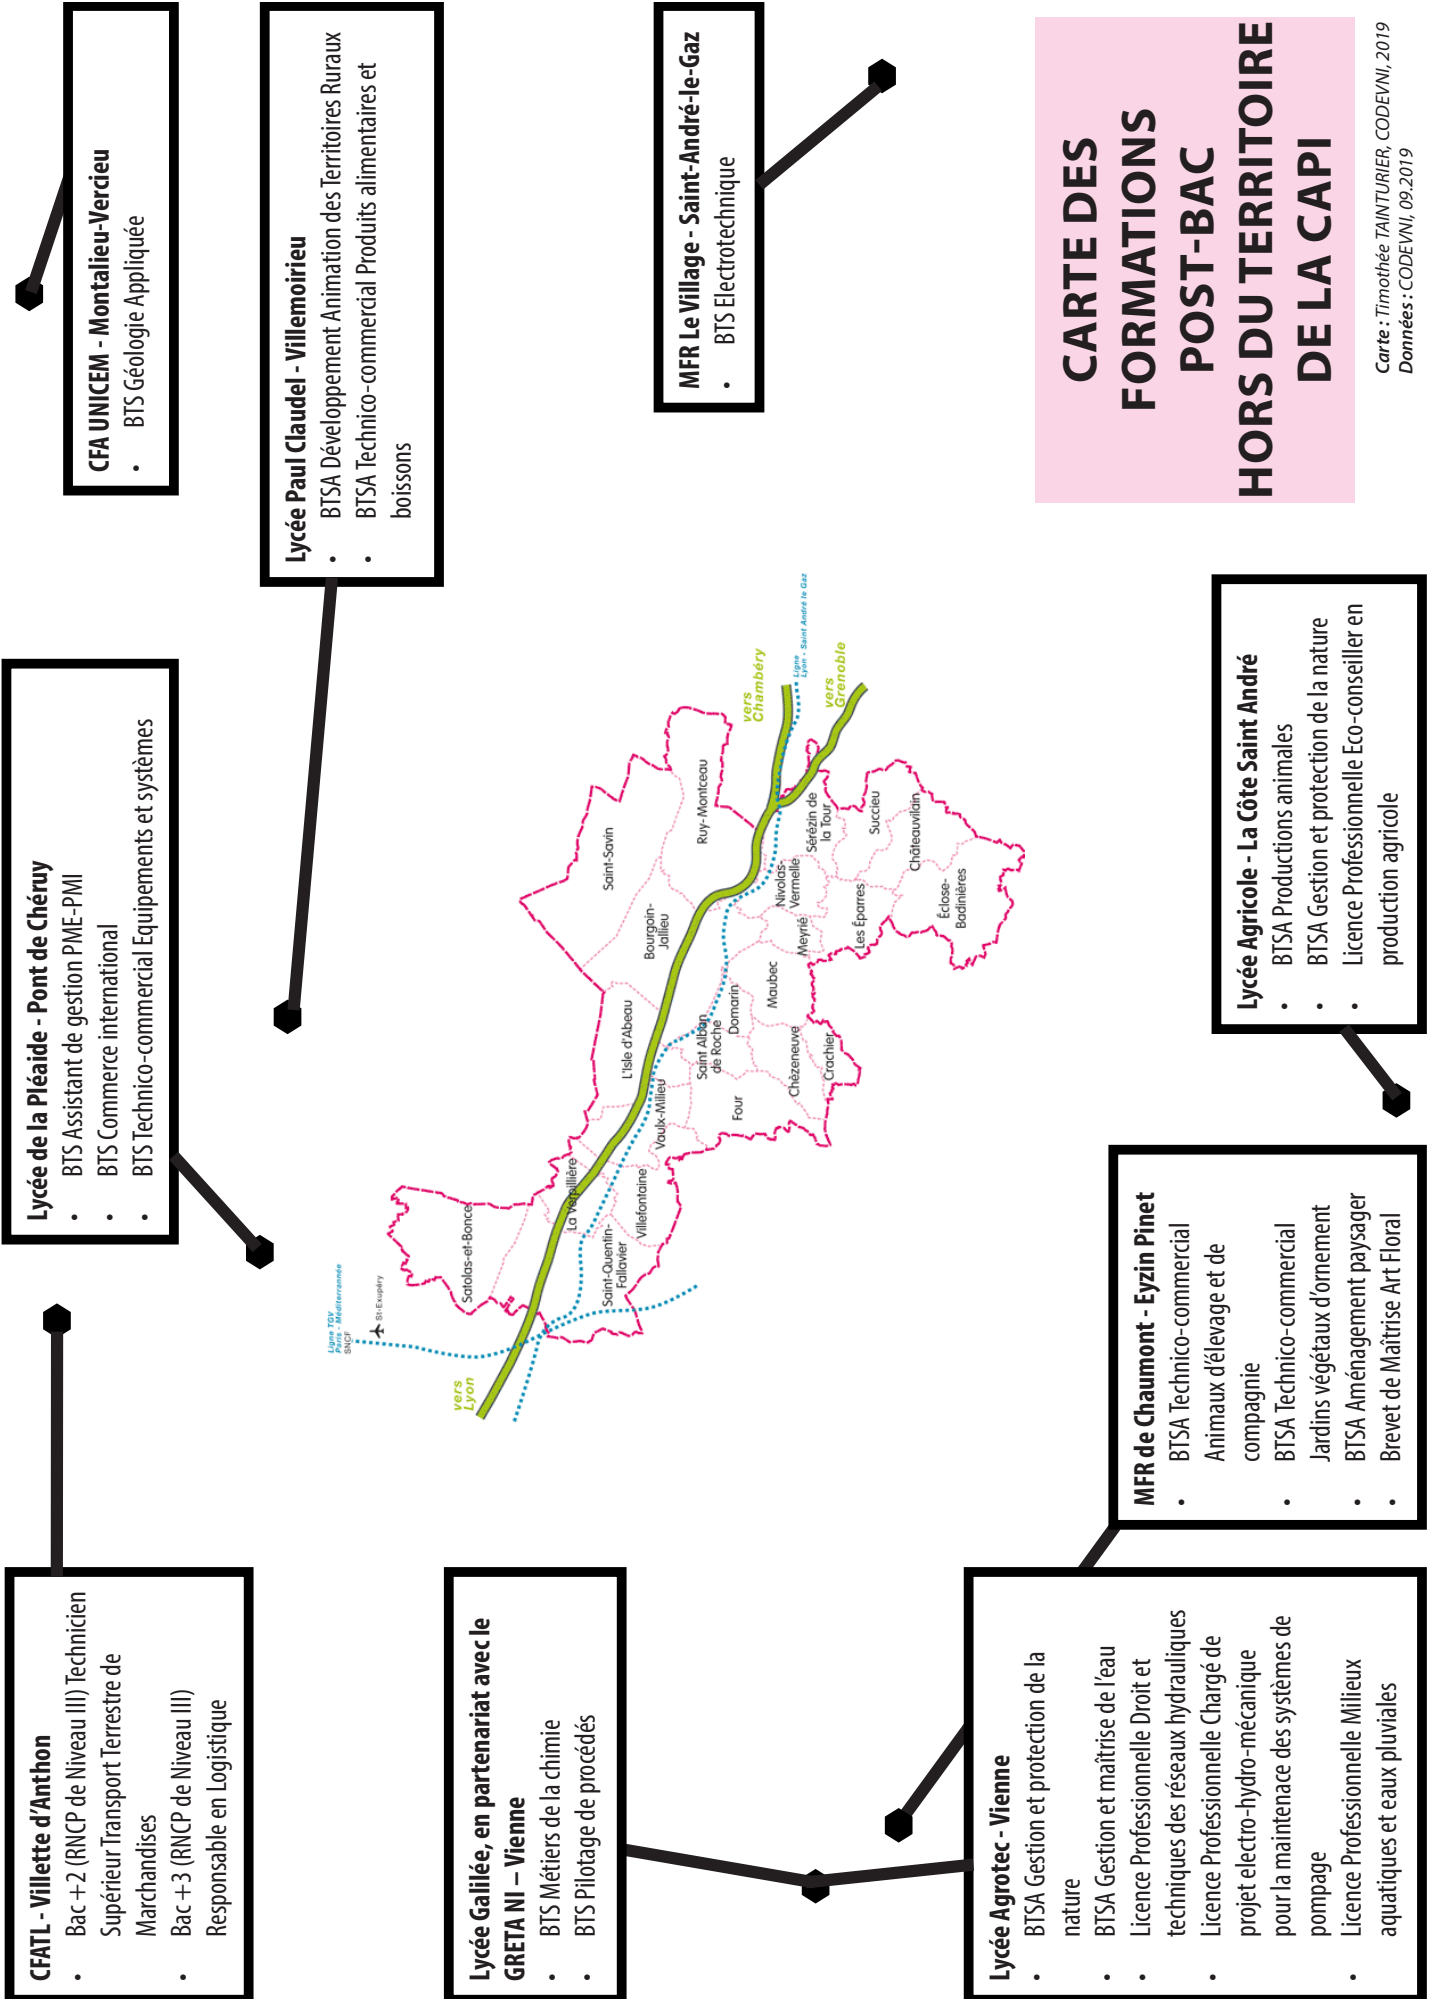 CFATL - Villette d'Anthon
• Bac +2 (RNCP de Niveau III) Technicien
Supérieur Transport Terrestre de
Marchandises
• Bac +3 (RNCP de Niveau III)
Responsable en Logistique
Lycée de la Pléaide - Pont de Chéruy
• BTS Assistant de gestion PME-PMI
• BTS Commerce international
• BTS Technico-commercial Equipements et systèmes
CFA UNICEM - Montalieu-Vercieu
• BTS Géologie Appliquée
Lycée Paul Claudel - Villemoirieu
• BTSA Développement Animation des Territoires Ruraux
• BTSA Technico-commercial Produits alimentaires et
boissons
Lycée Galilée, en partenariat avec le
GRETA NI – Vienne
• BTS Métiers de la chimie
• BTS Pilotage de procédés
MFR Le Village - Saint-André-le-Gaz
• BTS Electrotechnique
Ligne TGV
Paris - Méditerrannée
SNCF
St-Exupéry
vers
Lyon
Satolas-et-Bonce
La Verpillière
Saint-Quentin-
Fallavier
Villefontaine
Vaulx-Milieu
L'Isle d'Abeau
Bourgoin-
Jallieu
Saint-Savin
Ruy-Montceau
Saint Alban
de Roche
Domarin
Four
Maubec
Chèzeneuve
Crachier
Meyrié
Nivolas-
Vermelle
Les Éparres
Sérézin de
la Tour
Succieu
Châteauvilain
Éclose-
Badinières
vers
Chambéry
Ligne
Lyon - Saint André le Gaz
vers
Grenoble
Lycée Agrotec - Vienne
• BTSA Gestion et protection de la
nature
• BTSA Gestion et maîtrise de l'eau
• Licence Professionnelle Droit et
techniques des réseaux hydrauliques
• Licence Professionnelle Chargé de
projet electro-hydro-mécanique
pour la maintenace des systèmes de
pompage
• Licence Professionnelle Milieux
aquatiques et eaux pluviales
MFR de Chaumont - Eyzin Pinet
• BTSA Technico-commercial
Animaux d'élevage et de
compagnie
• BTSA Technico-commercial
Jardins végétaux d'ornement
• BTSA Aménagement paysager
• Brevet de Maîtrise Art Floral
Lycée Agricole - La Côte Saint André
• BTSA Productions animales
• BTSA Gestion et protection de la nature
• Licence Professionnelle Eco-conseiller en
production agricole
CARTE DES
FORMATIONS
POST-BAC
HORS DU TERRITOIRE
DE LA CAPI
Carte : Timothée TAINTURIER, CODEVNI, 2019
Données : CODEVNI, 09.2019